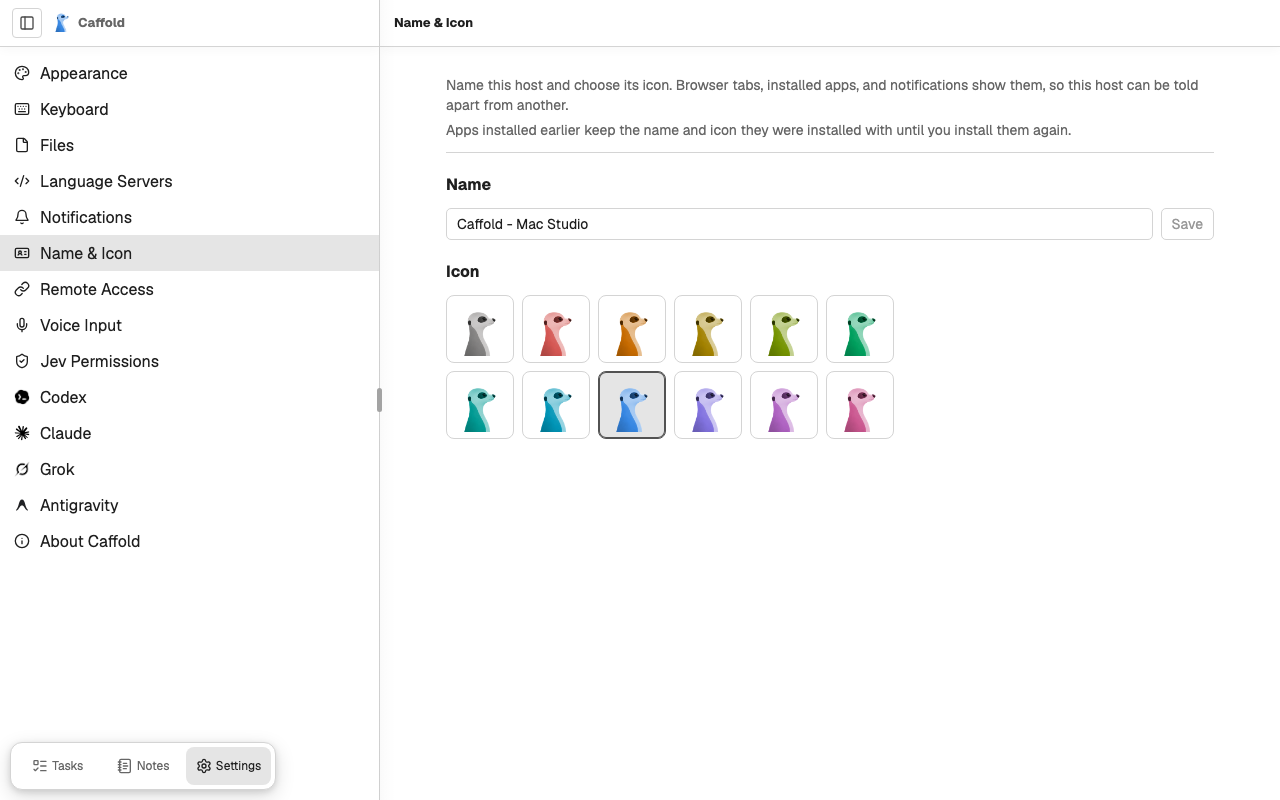 Caffold
Name & Icon
Appearance
Keyboard
Files
Language Servers
Notifications
Name & Icon
Remote Access
Voice Input
Jev Permissions
Codex
Claude
Grok
Antigravity
About Caffold
Tasks
Notes
Settings
Name this host and choose its icon. Browser tabs, installed apps, and notifications show them, so this host can be told
apart from another.
Apps installed earlier keep the name and icon they were installed with until you install them again.
Name
Caffold - Mac Studio
Save
Icon